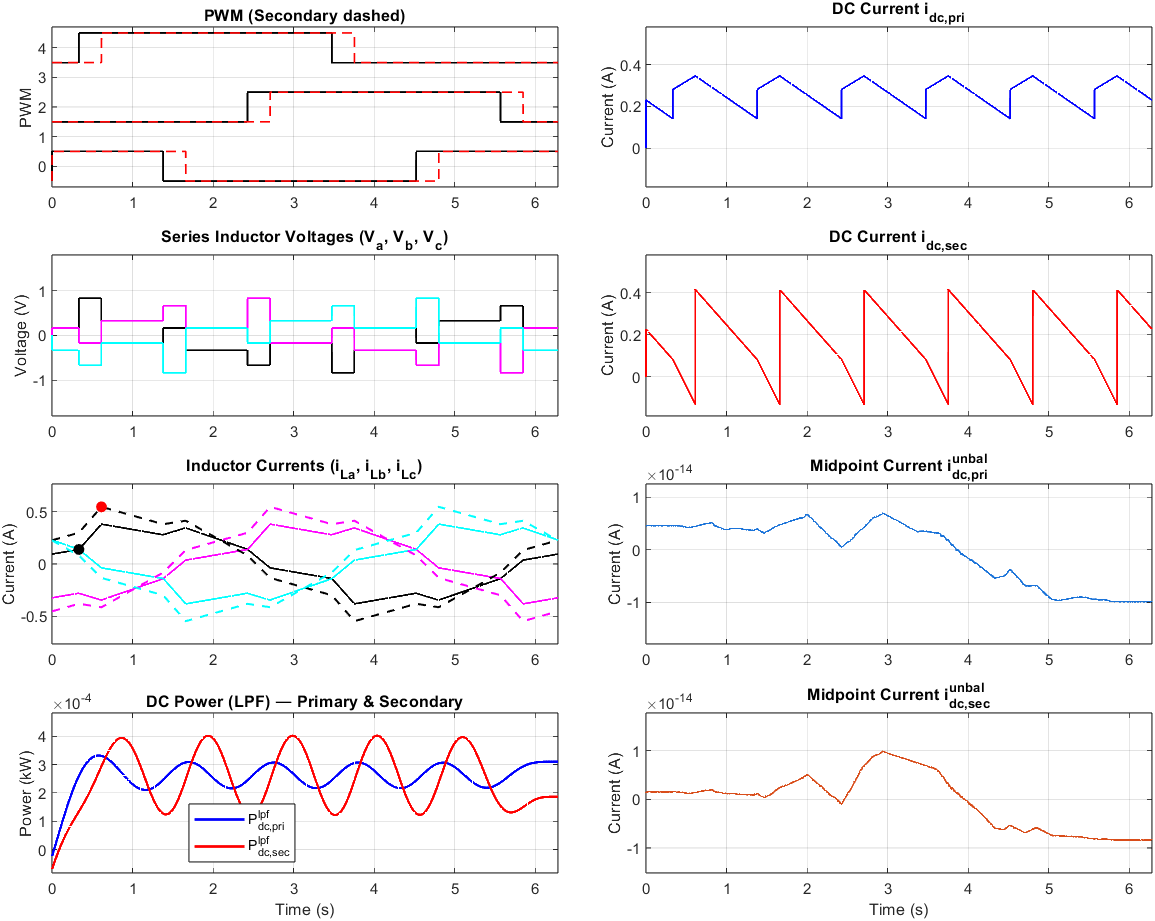 PWM (Secondary dashed)
PWM
4
3
2
1
0
0 1 2 3 4 5 6
DC Current i_dc,pri
Current (A)
0.4
0.2
0
0 1 2 3 4 5 6
Series Inductor Voltages (V_a, V_b, V_c)
Voltage (V)
1
0
-1
0 1 2 3 4 5 6
DC Current i_dc,sec
Current (A)
0.4
0.2
0
0 1 2 3 4 5 6
Inductor Currents (i_La, i_Lb, i_Lc)
Current (A)
0.5
0
-0.5
0 1 2 3 4 5 6
Midpoint Current i_dc,pri^unbal
×10^-14
Current (A)
1
0
-1
0 1 2 3 4 5 6
DC Power (LPF) — Primary & Secondary
×10^-4
Power (kW)
4
3
2
1
0
P_dc,pri^lpf
P_dc,sec^lpf
0 1 2 3 4 5 6
Time (s)
Midpoint Current i_dc,sec^unbal
×10^-14
Current (A)
1
0
-1
0 1 2 3 4 5 6
Time (s)